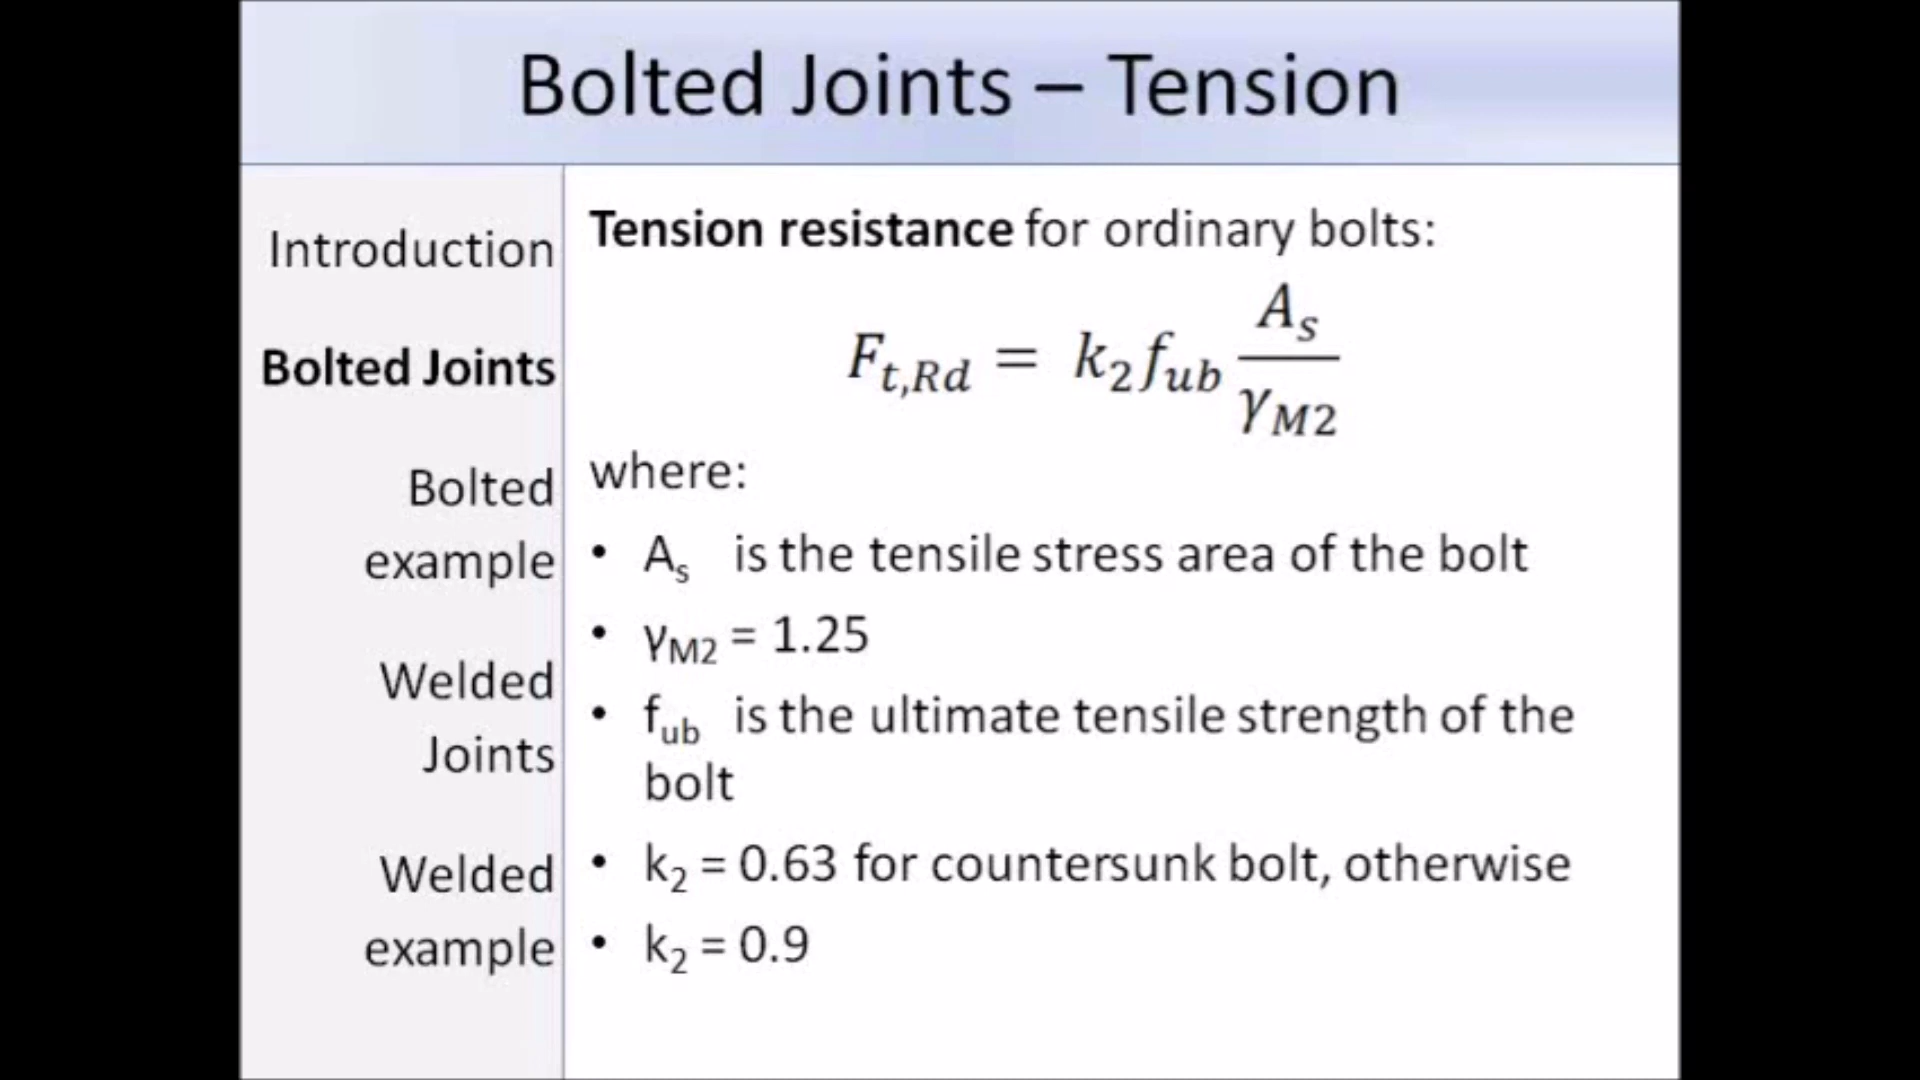 Bolted Joints – Tension
Introduction
Bolted Joints
Bolted
example
Welded
Joints
Welded
example
Tension resistance for ordinary bolts:
F_{t,Rd} = k_2 f_{ub} \frac{A_s}{γ_{M2}}
where:
• A_s is the tensile stress area of the bolt
• γ_{M2} = 1.25
• f_{ub} is the ultimate tensile strength of the
bolt
• k_2 = 0.63 for countersunk bolt, otherwise
• k_2 = 0.9